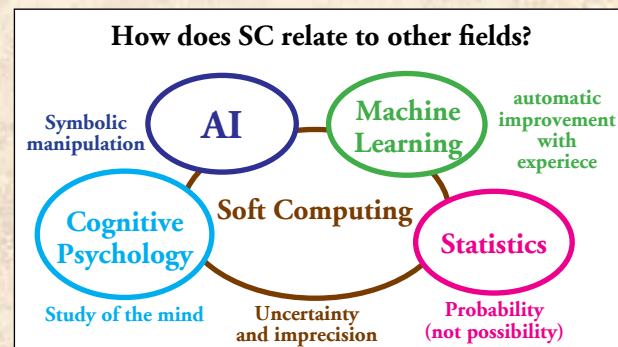 How does SC relate to other fields?
AI
Symbolic
manipulation
Machine
Learning
automatic
improvement
with
experiece
Cognitive
Psychology
Soft Computing
Statistics
Study of the mind
Uncertainty
and imprecision
Probability
(not possibility)